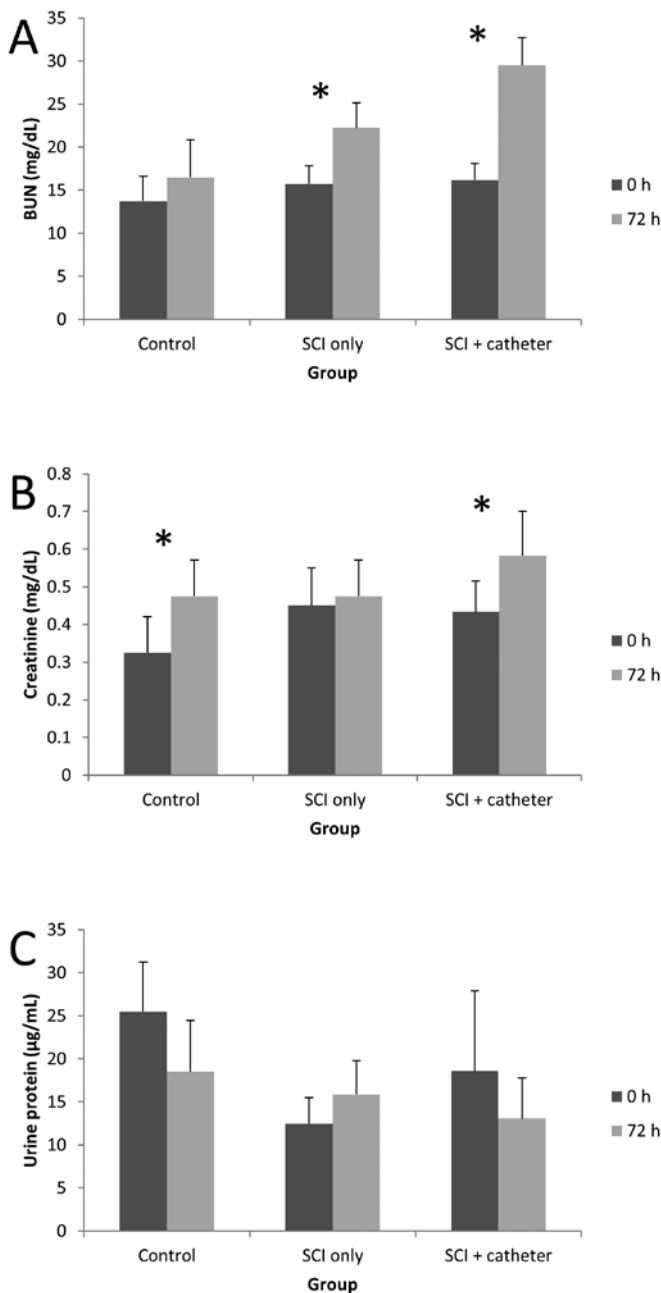 A
35
30
25
20
15
10
5
0
BUN (mg/dL)
*
*
Control
SCI only
SCI + catheter
Group
0 h
72 h
B
0.8
0.7
0.6
0.5
0.4
0.3
0.2
0.1
0
Creatinine (mg/dL)
*
*
Control
SCI only
SCI + catheter
Group
0 h
72 h
C
35
30
25
20
15
10
5
0
Urine protein (µg/mL)
Control
SCI only
SCI + catheter
Group
0 h
72 h